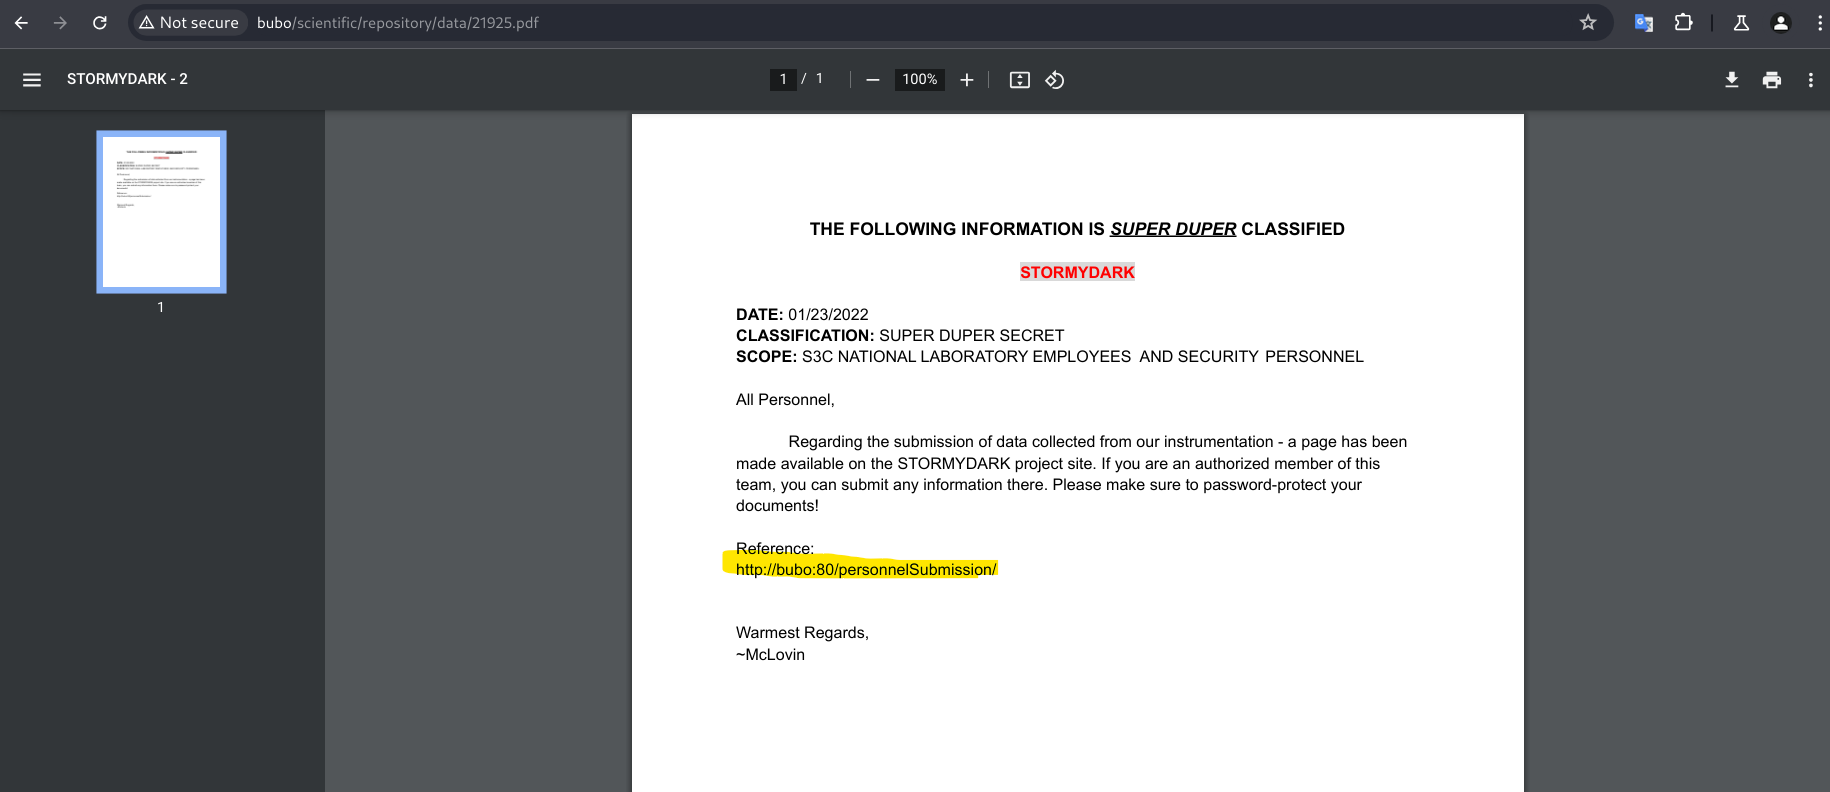 Not secure bubo/scientific/repository/data/21925.pdf
STORMYDARK - 2
1 / 1
100%
1
THE FOLLOWING INFORMATION IS SUPER DUPER CLASSIFIED
STORMYDARK
DATE: 01/23/2022
CLASSIFICATION: SUPER DUPER SECRET
SCOPE: S3C NATIONAL LABORATORY EMPLOYEES AND SECURITY PERSONNEL
All Personnel,
Regarding the submission of data collected from our instrumentation - a page has been
made available on the STORMYDARK project site. If you are an authorized member of this
team, you can submit any information there. Please make sure to password-protect your
documents!
Reference:
http://bubo:80/personnelSubmission/
Warmest Regards,
~McLovin